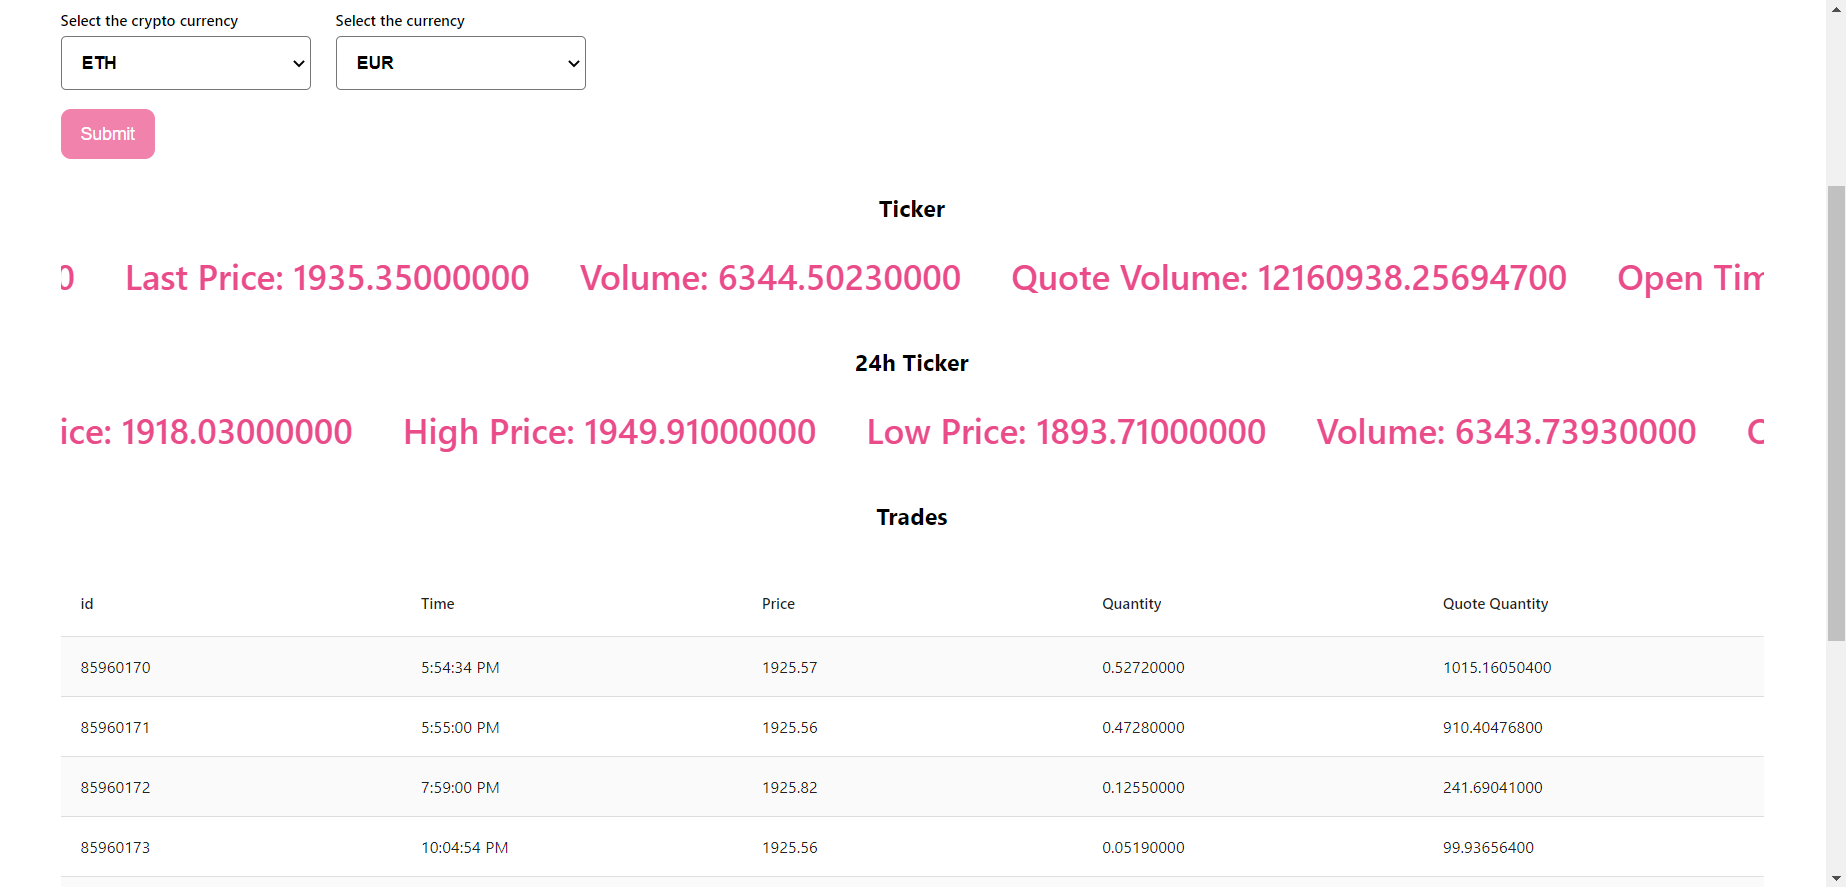 Select the crypto currency Select the currency
ETH EUR
Submit
Ticker
0 Last Price: 1935.35000000 Volume: 6344.50230000 Quote Volume: 12160938.25694700 Open Tim
24h Ticker
ice: 1918.03000000 High Price: 1949.91000000 Low Price: 1893.71000000 Volume: 6343.73930000
Trades
id Time Price Quantity Quote Quantity
85960170 5:54:34 PM 1925.57 0.52720000 1015.16050400
85960171 5:55:00 PM 1925.56 0.47280000 910.40476800
85960172 7:59:00 PM 1925.82 0.12550000 241.69041000
85960173 10:04:54 PM 1925.56 0.05190000 99.93656400